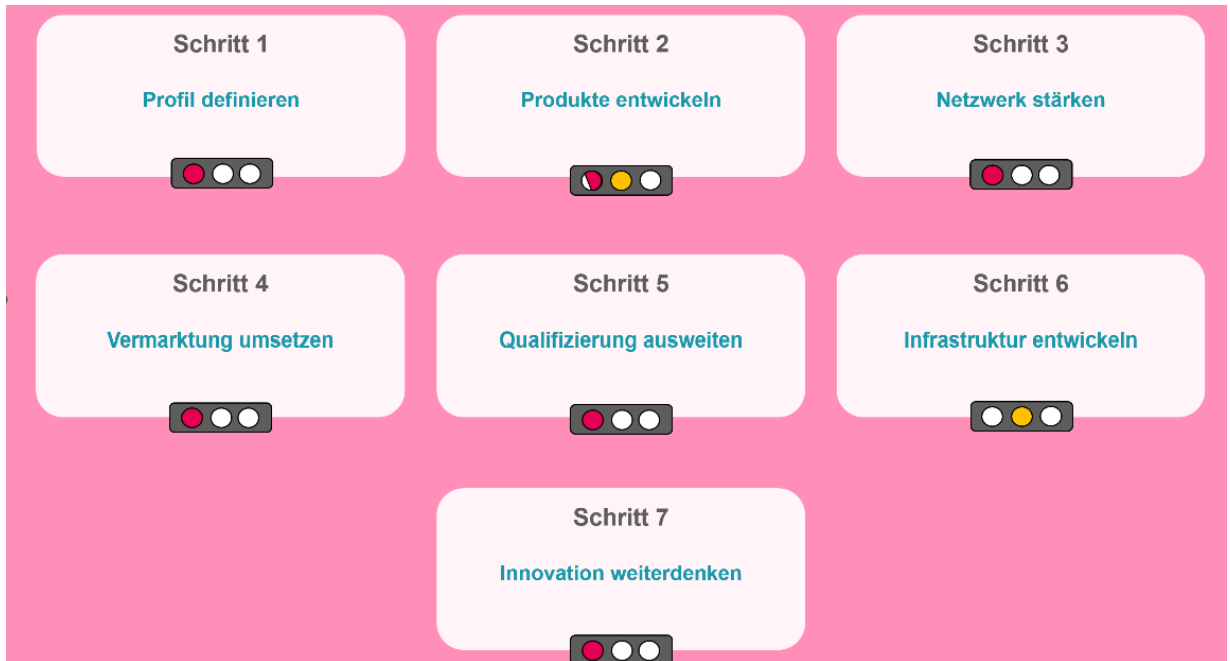 Schritt 1
Profil definieren
Schritt 2
Produkte entwickeln
Schritt 3
Netzwerk stärken
Schritt 4
Vermarktung umsetzen
Schritt 5
Qualifizierung ausweiten
Schritt 6
Infrastruktur entwickeln
Schritt 7
Innovation weiterdenken